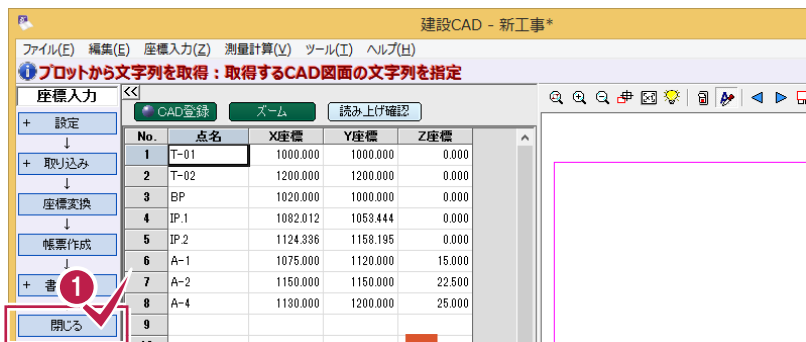 建設CAD - 新工事*
ファイル(F) 編集(E) 座標入力(Z) 測量計算(V) ツール(T) ヘルプ(H)
プロットから文字列を取得：取得するCAD図面の文字列を指定
座標入力
<<
CAD登録 ズーム 読み上げ確認
+ 設定
↓
+ 取り込み
↓
座標変換
↓
帳票作成
↓
+ 書
1
閉じる
No. 点名 X座標 Y座標 Z座標
1 T-01 1000.000 1000.000 0.000
2 T-02 1200.000 1200.000 0.000
3 BP 1020.000 1000.000 0.000
4 IP.1 1082.012 1053.444 0.000
5 IP.2 1124.336 1158.195 0.000
6 A-1 1075.000 1120.000 15.000
7 A-2 1150.000 1150.000 22.500
8 A-4 1130.000 1200.000 25.000
9